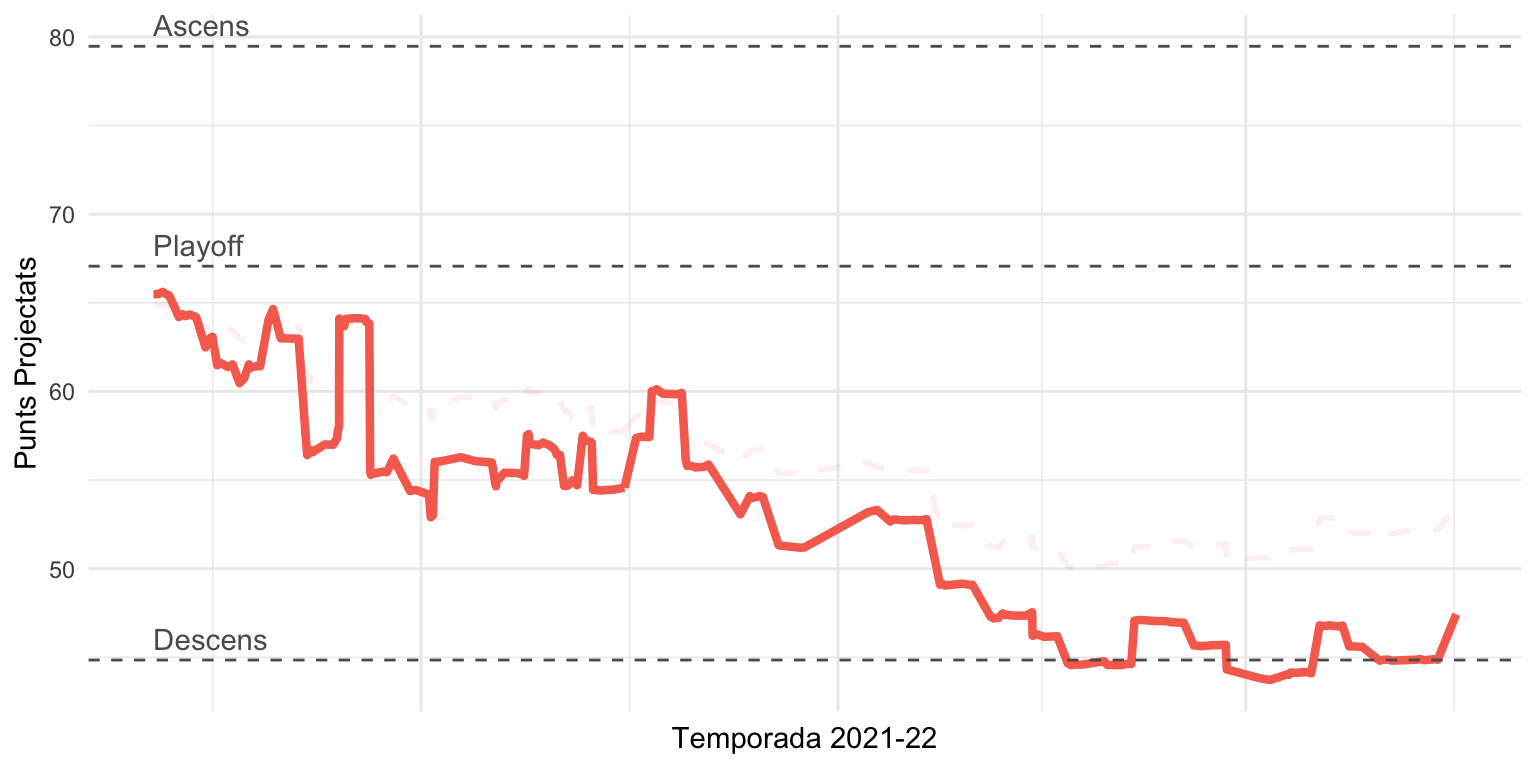 Ascens
80
70
Playoff
Punts Projectats
60
50
Descens
Temporada 2021-22